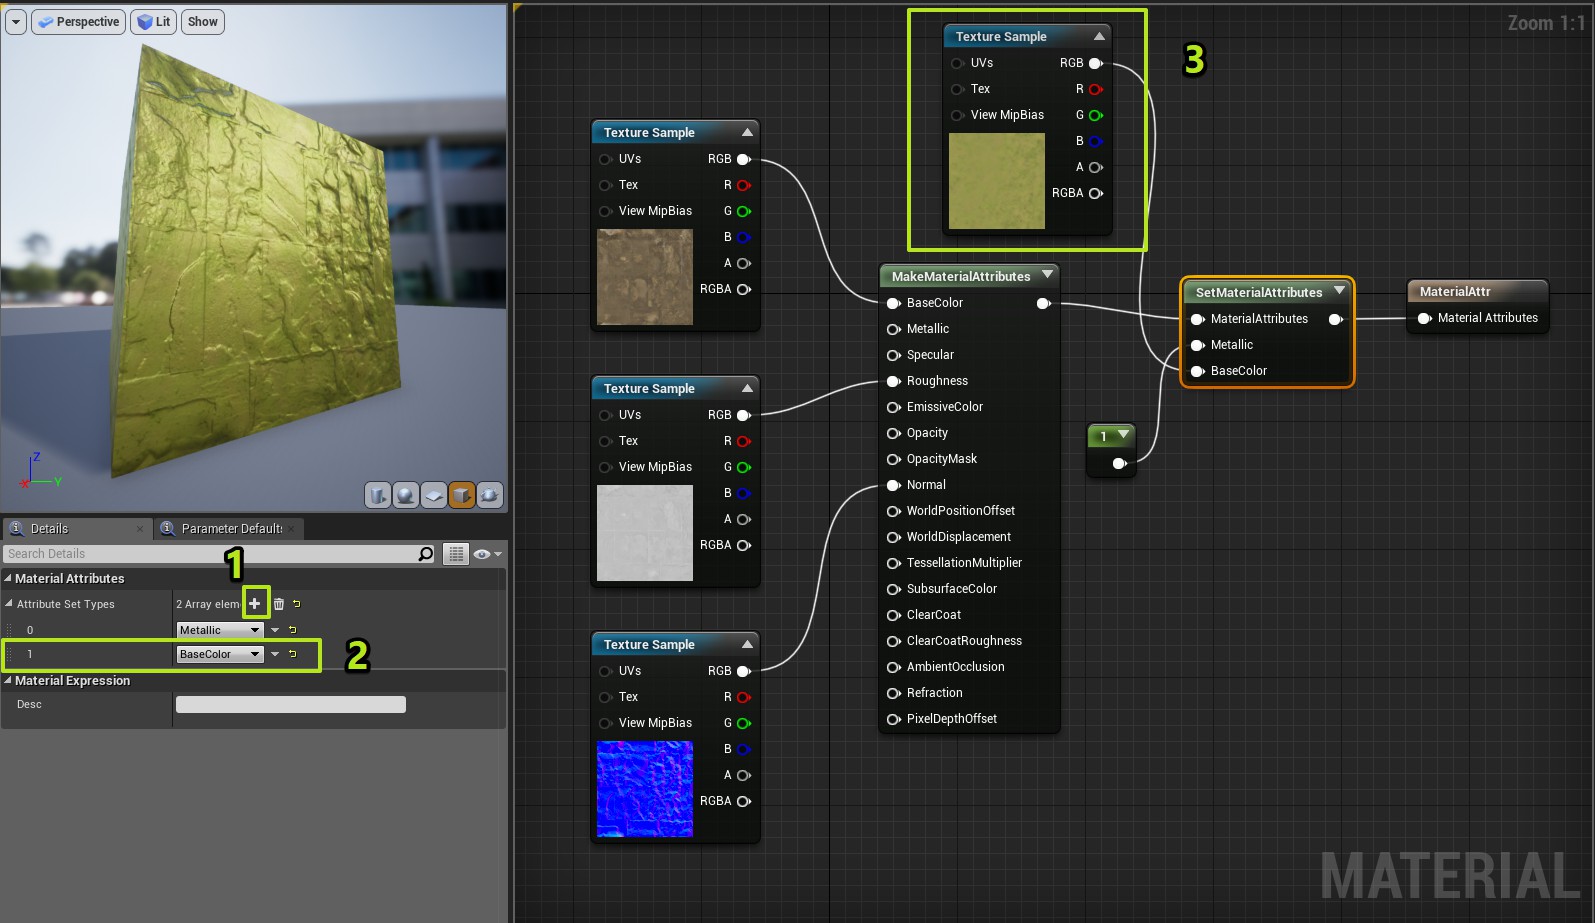 Perspective
Lit
Show
Z
X
Y
Details
Parameter Default
Search Details
1
Material Attributes
Attribute Set Types
2 Array elem
0
Metallic
1
BaseColor
2
Material Expression
Desc
Zoom 1:1
Texture Sample
UVs RGB
Tex R
View MipBias G
B
A
RGBA
3
Texture Sample
UVs RGB
Tex R
View MipBias G
B
A
RGBA
Texture Sample
UVs RGB
Tex R
View MipBias G
B
A
RGBA
Texture Sample
UVs RGB
Tex R
View MipBias G
B
A
RGBA
MakeMaterialAttributes
BaseColor
Metallic
Specular
Roughness
EmissiveColor
Opacity
OpacityMask
Normal
WorldPositionOffset
WorldDisplacement
TessellationMultiplier
SubsurfaceColor
ClearCoat
ClearCoatRoughness
AmbientOcclusion
Refraction
PixelDepthOffset
1
SetMaterialAttributes
MaterialAttributes
Metallic
BaseColor
MaterialAttr
Material Attributes
MATERIAL